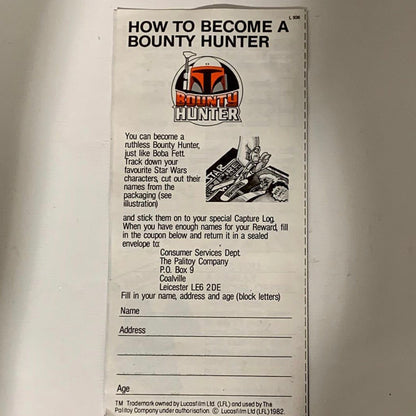 L 936
HOW TO BECOME A
BOUNTY HUNTER
BOUNTY
HUNTER
You can become a
ruthless Bounty Hunter,
just like Boba Fett.
Track down your
favourite Star Wars
characters, cut out their
names from the
packaging (see
illustration)
STAR
and stick them on to your special Capture Log.
When you have enough names for your Reward, fill
in the coupon below and return it in a sealed
envelope to:
Consumer Services Dept.
The Palitoy Company
P.O. Box 9
Coalville
Leicester LE6 2DE
Fill in your name, address and age (block letters)
Name
Address
Age
TM Trademark owned by Lucasfilm Ltd (LFL) and used by The
Palitoy Company under authorisation. © Lucasfilm Ltd (LFL) 1982.